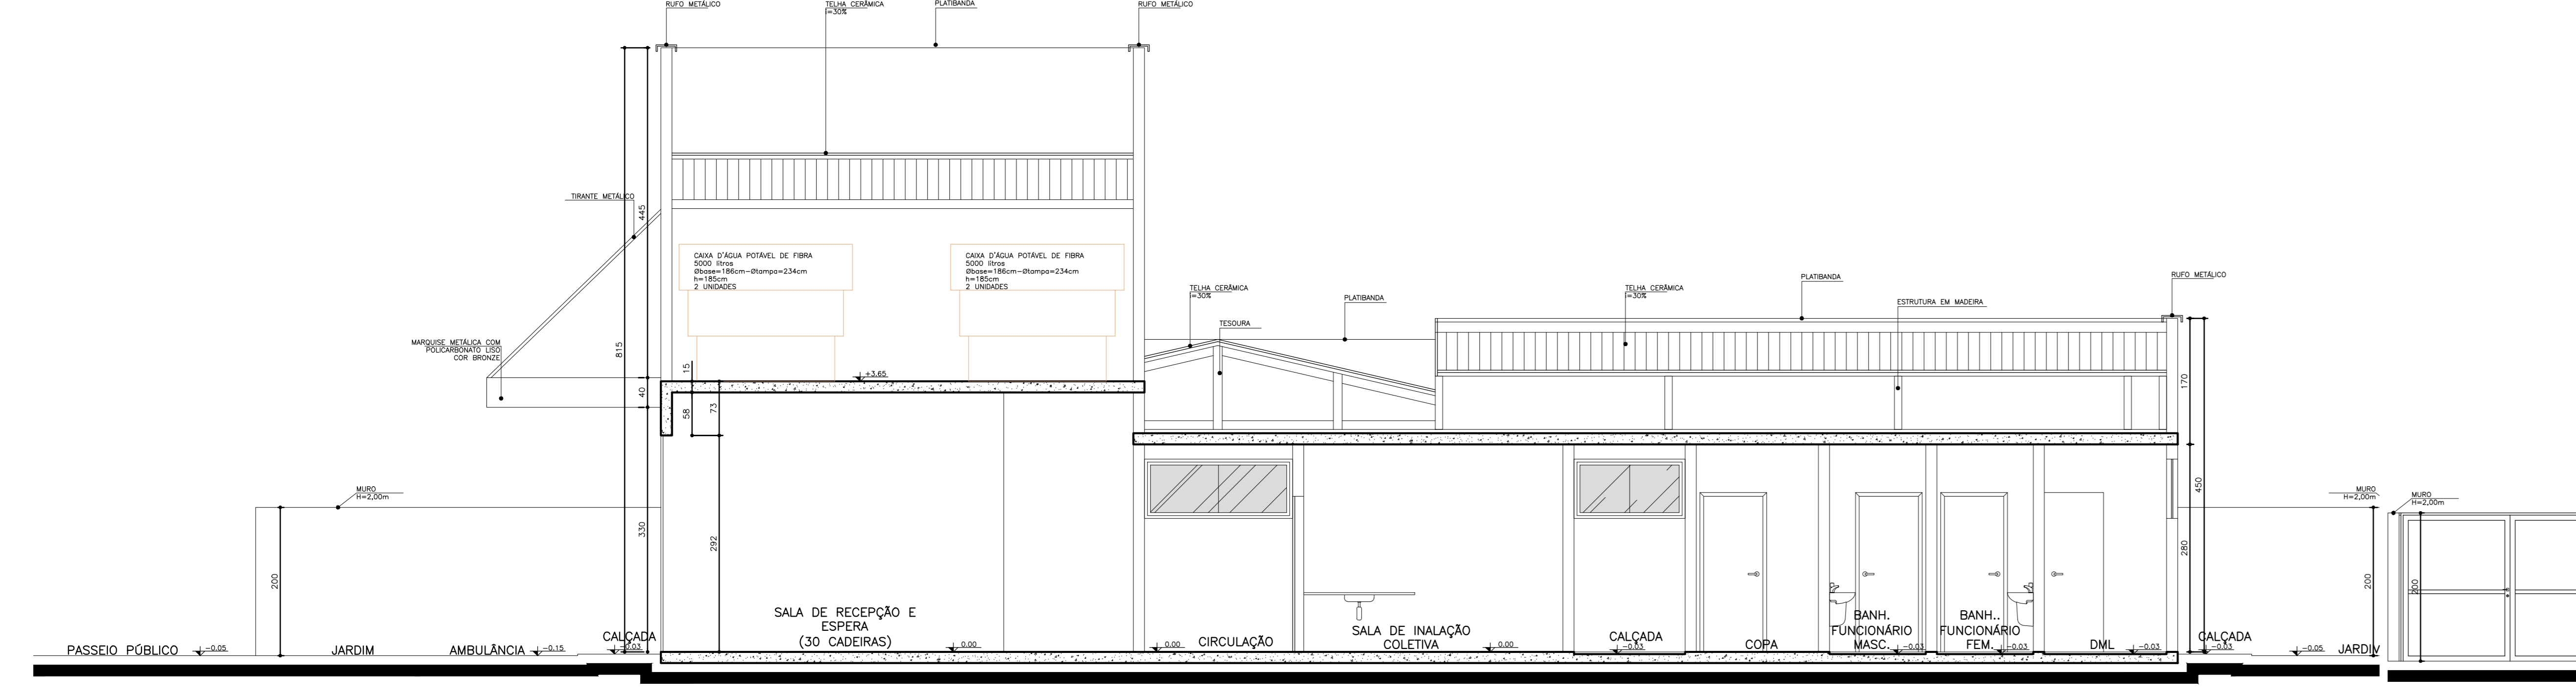 RUFO METÁLICO
TELHA CERÂMICA
i=30%
PLATIBANDA
RUFO METÁLICO
TIRANTE METÁLICO
445
815
40
330
MARQUISE METÁLICA COM
POLICARBONATO LISO
COR BRONZE
CAIXA D'ÁGUA POTÁVEL DE FIBRA
5000 litros
Øbase=186cm-Øtampa=234cm
h=185cm
2 UNIDADES
CAIXA D'ÁGUA POTÁVEL DE FIBRA
5000 litros
Øbase=186cm-Øtampa=234cm
h=185cm
2 UNIDADES
+3.65
15
58
73
292
TELHA CERÂMICA
i=30%
TESOURA
PLATIBANDA
TELHA CERÂMICA
i=30%
PLATIBANDA
ESTRUTURA EM MADEIRA
RUFO METÁLICO
170
450
280
MURO
H=2,00m
200
MURO
H=2,00m
200
MURO
H=2,00m
200
PASSEIO PÚBLICO
-0.05
JARDIM
AMBULÂNCIA
-0.15
CALÇADA
-0.03
SALA DE RECEPÇÃO E
ESPERA
(30 CADEIRAS)
0.00
0.00
CIRCULAÇÃO
SALA DE INALAÇÃO
COLETIVA
0.00
CALÇADA
-0.03
COPA
BANH.
FUNCIONÁRIO
MASC.
-0.03
BANH..
FUNCIONÁRIO
FEM.
-0.03
DML
-0.03
CALÇADA
-0.03
-0.05
JARDIM